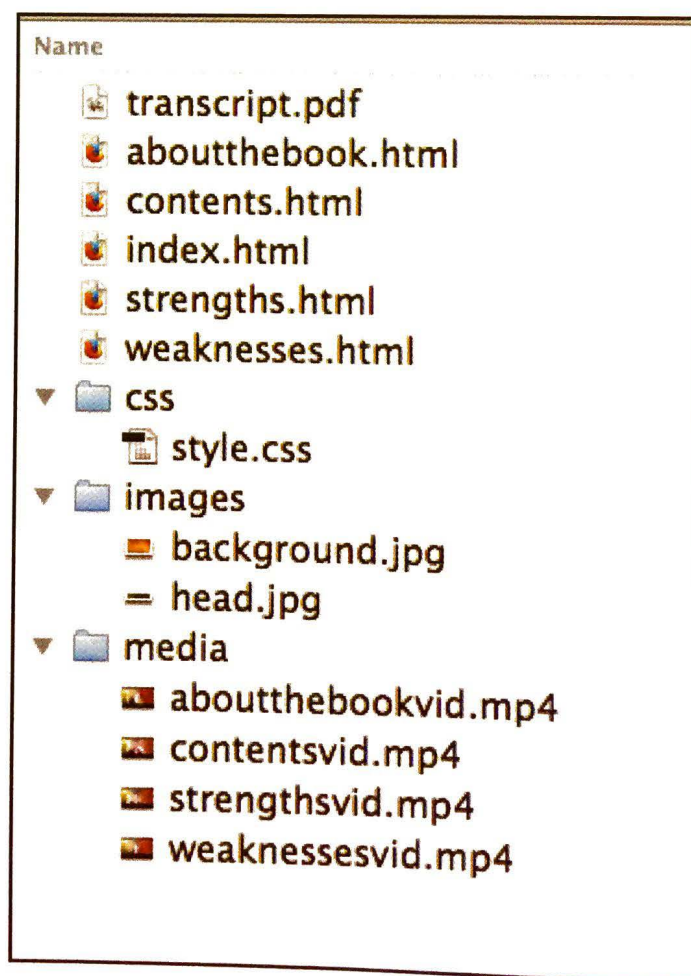 Name
transcript.pdf
aboutthebook.html
contents.html
index.html
strengths.html
weaknesses.html
css
style.css
images
background.jpg
head.jpg
media
aboutthebookvid.mp4
contentsvid.mp4
strengthsvid.mp4
weaknessesvid.mp4